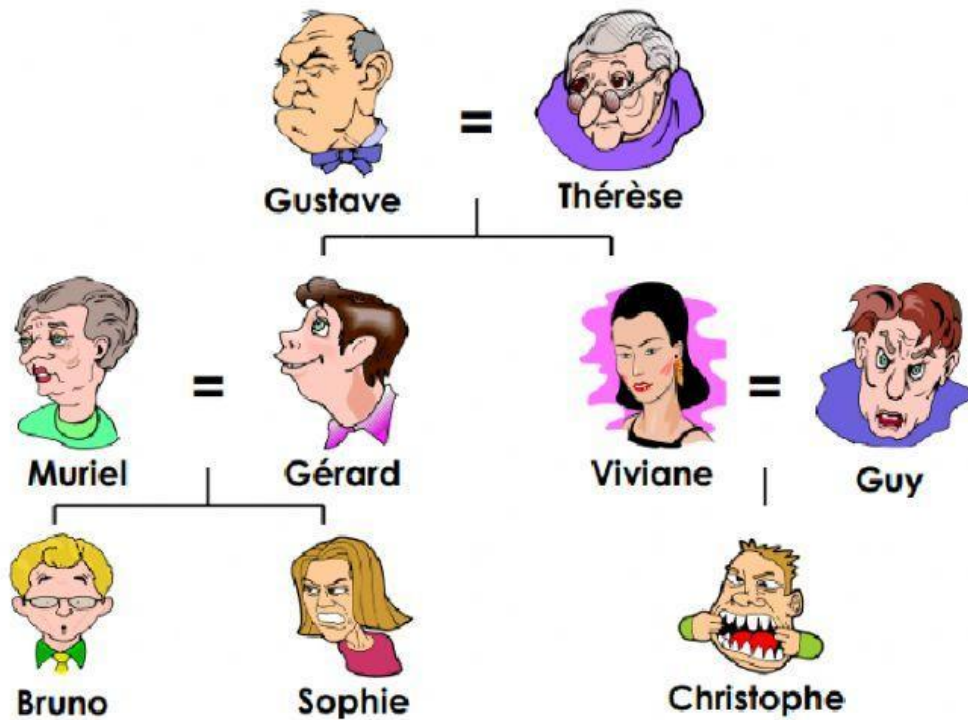 =
Gustave Thérèse
= =
Muriel Gérard Viviane Guy
Bruno Sophie Christophe